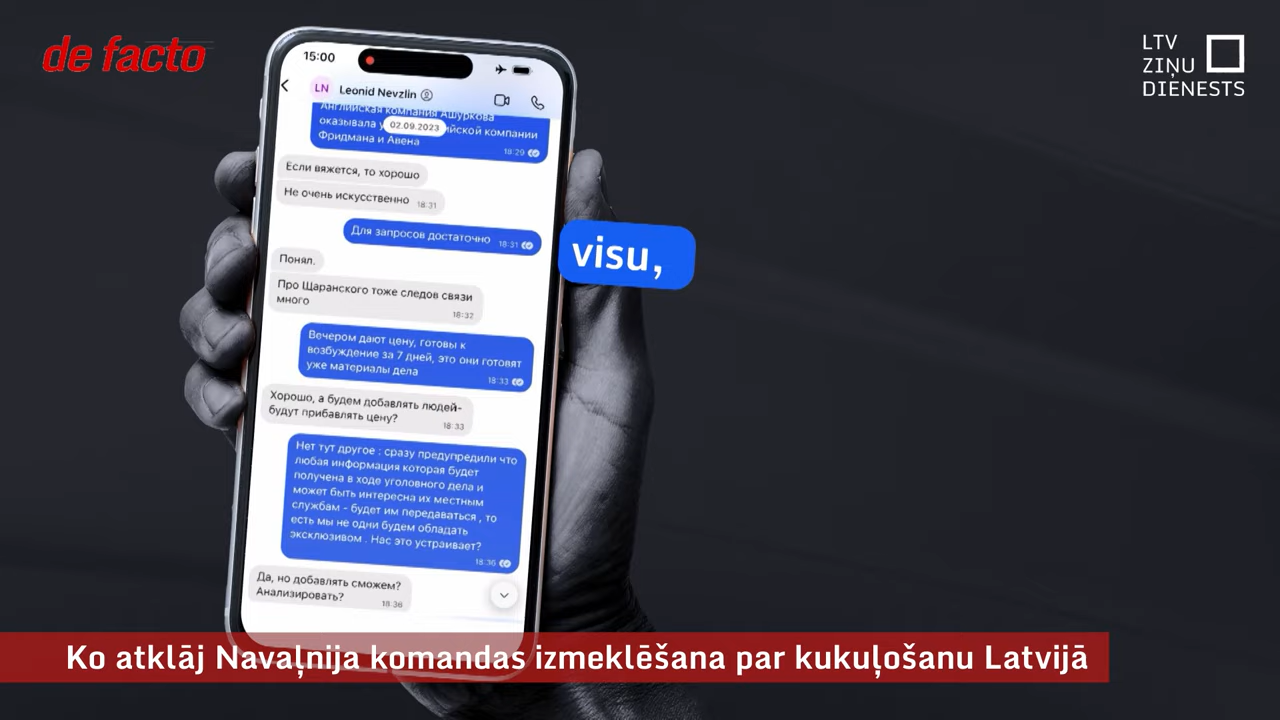 de facto
LTV
ZIŅU
DIENESTS
15:00
LN Leonid Nevzlin
Английская компания Ашуркова
оказывала
йской компании
02.09.2023
Фридмана и Авена
18:29
Если вяжется, то хорошо
Не очень искусственно 18:31
Для запросов достаточно 18:31
visu,
Понял.
Про Щаранского тоже следов связи
много
18:32
Вечером дают цену, готовы к
возбуждение за 7 дней, это они готовят
уже материалы дела
18:33
Хорошо, а будем добавлять людей-
будут прибавлять цену?
18:33
Нет тут другое : сразу предупредили что
любая информация которая будет
получена в ходе уголовного дела и
может быть интересна их местным
службам - будет им передаваться , то
есть мы не одни будем обладать
эксклюзивом . Нас это устраивает?
18:36
Да, но добавлять сможем?
Анализировать?
18:36
Ko atklāj Navaļnija komandas izmeklēšana par kukuļošanu Latvijā